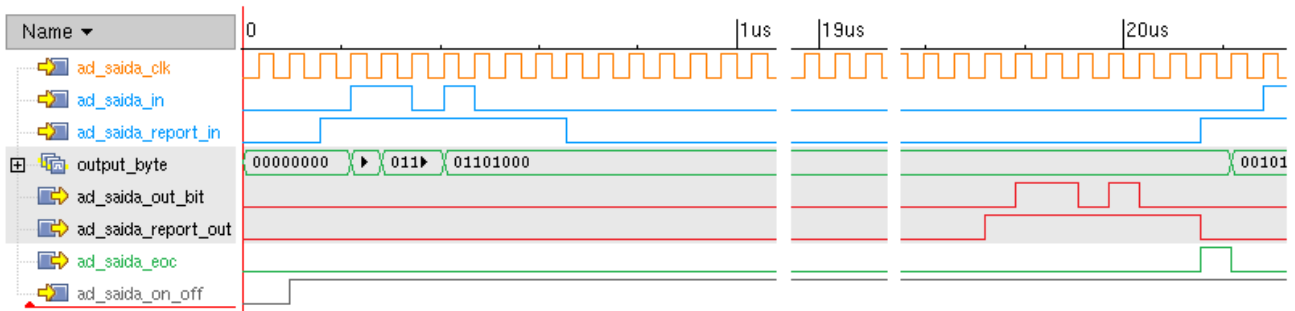 Name 0 1us 19us 20us
ad_saida_clk
ad_saida_in
ad_saida_report_in
output_byte 00000000 011 01101000 00101
ad_saida_out_bit
ad_saida_report_out
ad_saida_eoc
ad_saida_on_off